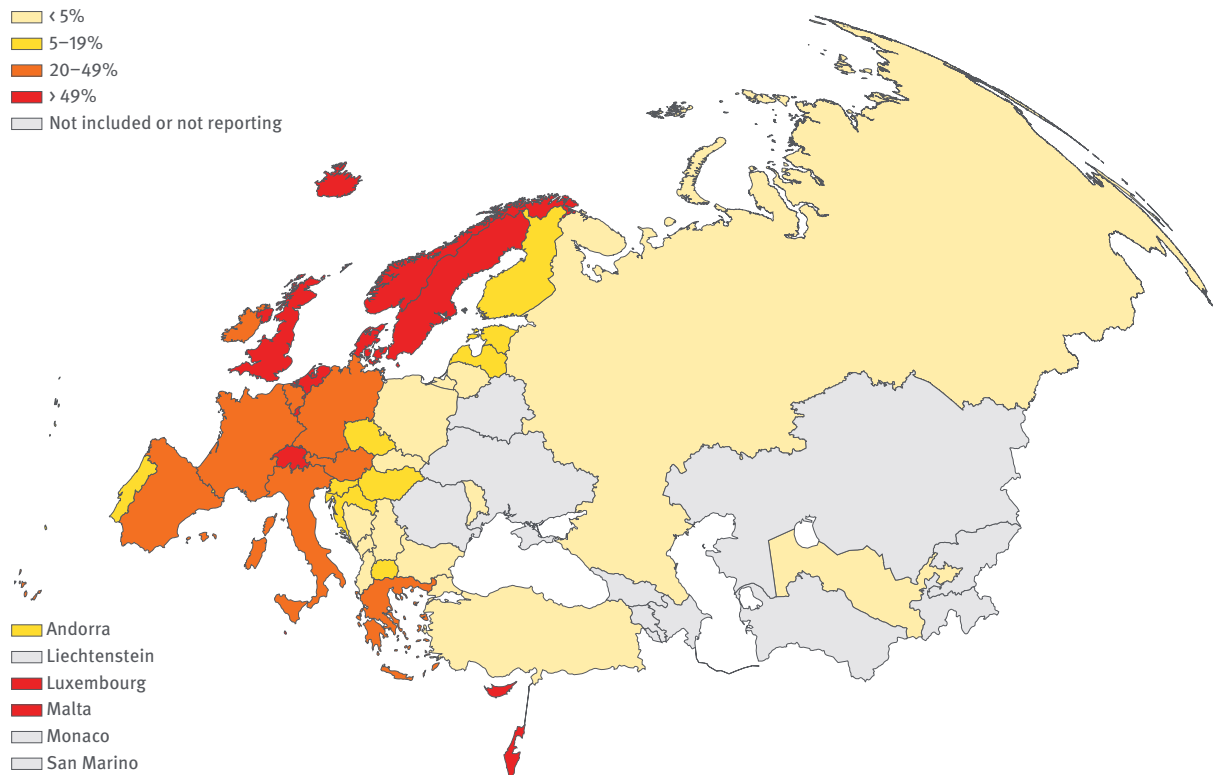 < 5%
5–19%
20–49%
> 49%
Not included or not reporting
Andorra
Liechtenstein
Luxembourg
Malta
Monaco
San Marino